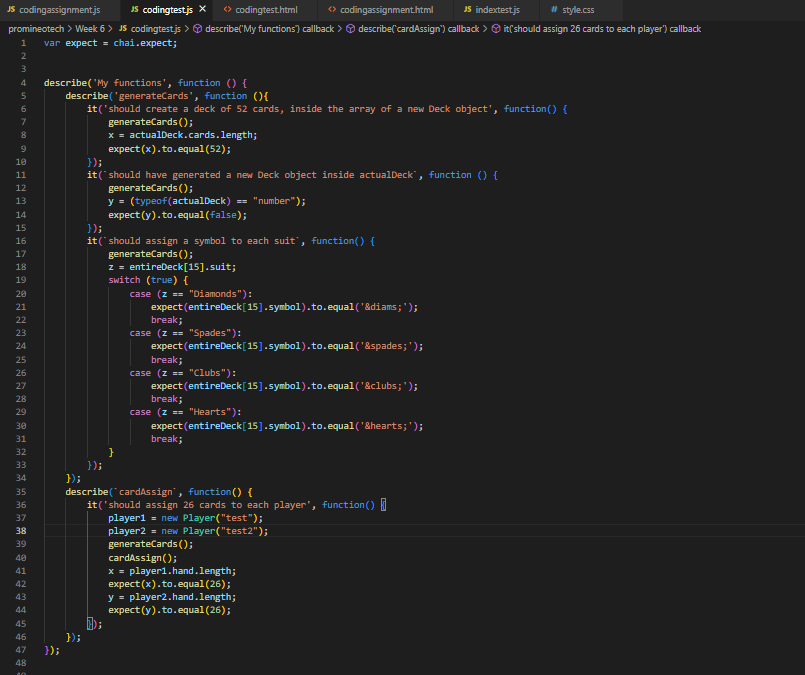 JS codingassignment.js JS codingtest.js × <> codingtest.html <> codingassignment.html JS indextest.js # style.css
promineotech > Week 6 > JS codingtest.js > describe('My functions') callback > describe('cardAssign') callback > it('should assign 26 cards to each player') callback
1 var expect = chai.expect;
2
3
4 describe('My functions', function () {
5 describe('generateCards', function (){
6 it('should create a deck of 52 cards, inside the array of a new Deck object', function() {
7 generateCards();
8 x = actualDeck.cards.length;
9 expect(x).to.equal(52);
10 });
11 it(`should have generated a new Deck object inside actualDeck`, function () {
12 generateCards();
13 y = (typeof(actualDeck) == "number");
14 expect(y).to.equal(false);
15 });
16 it(`should assign a symbol to each suit`, function() {
17 generateCards();
18 z = entireDeck[15].suit;
19 switch (true) {
20 case (z == "Diamonds"):
21 expect(entireDeck[15].symbol).to.equal('&diams;');
22 break;
23 case (z == "Spades"):
24 expect(entireDeck[15].symbol).to.equal('&spades;');
25 break;
26 case (z == "Clubs"):
27 expect(entireDeck[15].symbol).to.equal('&clubs;');
28 break;
29 case (z == "Hearts"):
30 expect(entireDeck[15].symbol).to.equal('&hearts;');
31 break;
32 }
33 });
34 });
35 describe(`cardAssign`, function() {
36 it('should assign 26 cards to each player', function() {
37 player1 = new Player("test");
38 player2 = new Player("test2");
39 generateCards();
40 cardAssign();
41 x = player1.hand.length;
42 expect(x).to.equal(26);
43 y = player2.hand.length;
44 expect(y).to.equal(26);
45 });
46 });
47 });
48
49